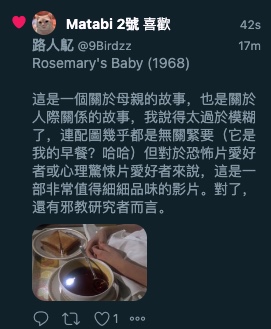 Matabi 2號 喜歡 42s
路人虰 @9Birdzz 17m
Rosemary's Baby (1968)
這是一個關於母親的故事，也是關於
人際關係的故事，我說得太過於模糊
了，連配圖幾乎都是無關緊要（它是
我的早餐？哈哈）但對於恐怖片愛好
者或心理驚悚片愛好者來說，這是一
部非常值得細細品味的影片。對了，
還有邪教研究者而言。
1